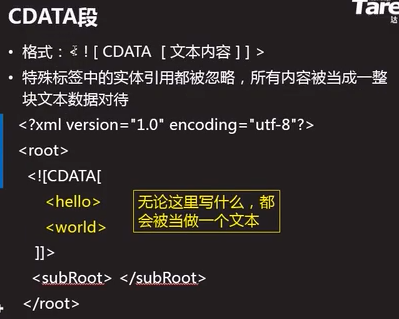 CDATA段
Tare
达
• 格式：< ! [ CDATA [ 文本内容 ] ] >
• 特殊标签中的实体引用都被忽略，所有内容被当成一整
块文本数据对待
<?xml version="1.0" encoding="utf-8"?>
<root>
<![CDATA[
<hello>
<world>
无论这里写什么，都
会被当做一个文本
]]>
<subRoot> </subRoot>
</root>